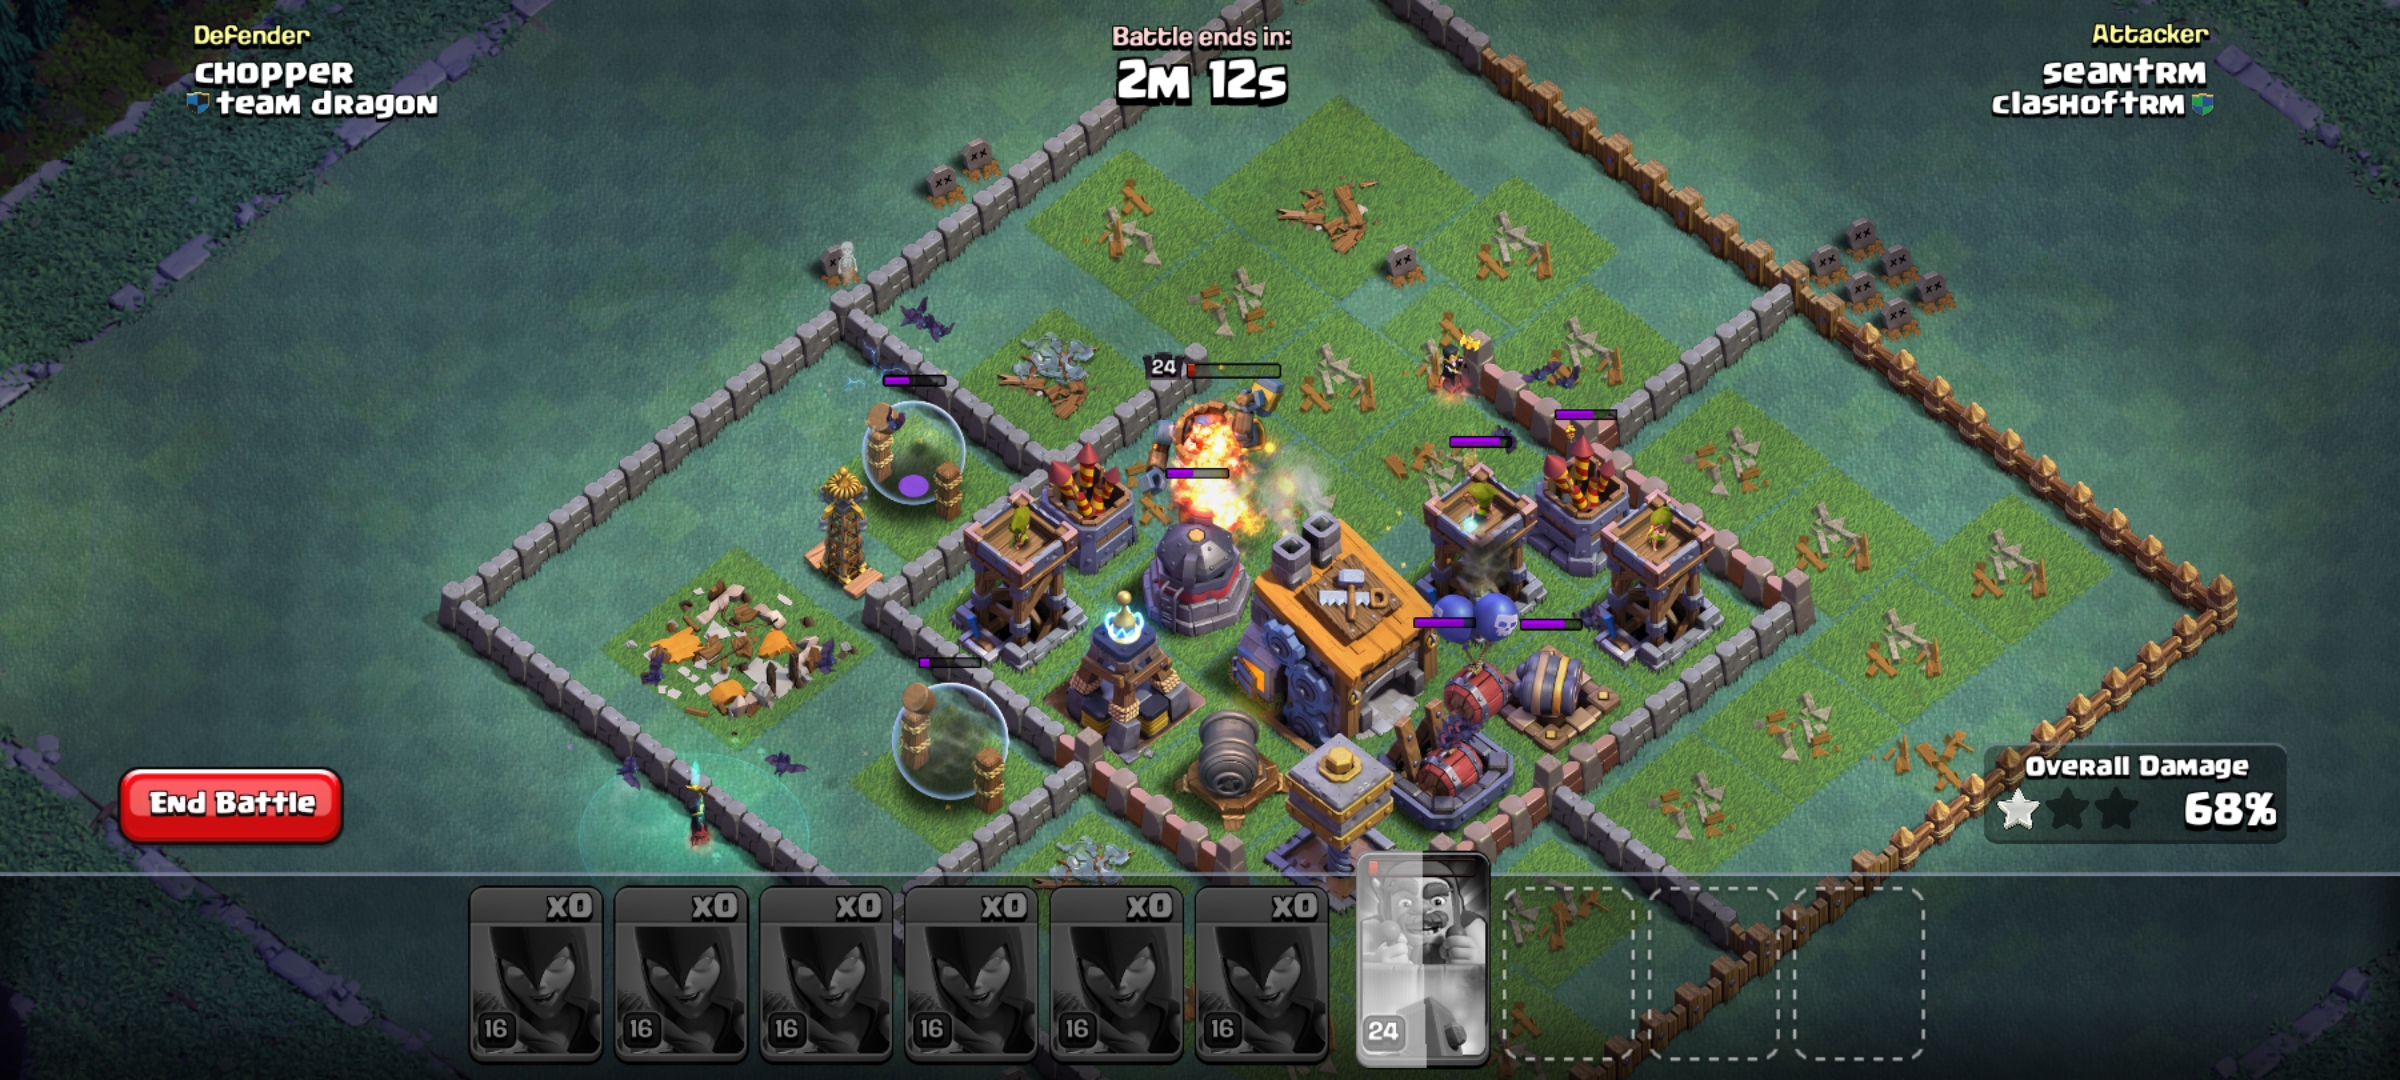 Defender
CHOPPER
team dragon
Battle ends in:
2M 12s
Attacker
seantRM
clashoftRM
24
End Battle
Overall Damage
68%
x0
x0
x0
x0
x0
x0
16
16
16
16
16
16
24